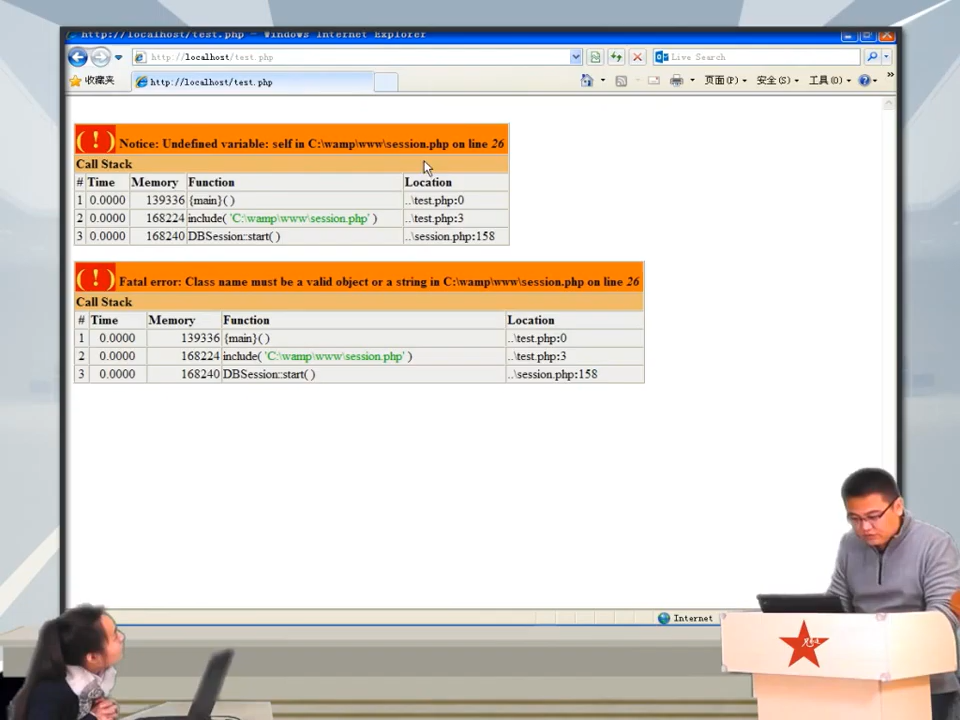 http://localhost/test.php - Windows Internet Explorer
http://localhost/test.php
Live Search
收藏夹
http://localhost/test.php
页面(P)
安全(S)
工具(O)
( ! ) Notice: Undefined variable: self in C:\wamp\www\session.php on line 26
Call Stack
# Time Memory Function Location
1 0.0000 139336 {main}( ) ..\test.php:0
2 0.0000 168224 include( 'C:\wamp\www\session.php' ) ..\test.php:3
3 0.0000 168240 DBSession::start( ) ..\session.php:158
( ! ) Fatal error: Class name must be a valid object or a string in C:\wamp\www\session.php on line 26
Call Stack
# Time Memory Function Location
1 0.0000 139336 {main}( ) ..\test.php:0
2 0.0000 168224 include( 'C:\wamp\www\session.php' ) ..\test.php:3
3 0.0000 168240 DBSession::start( ) ..\session.php:158
Internet